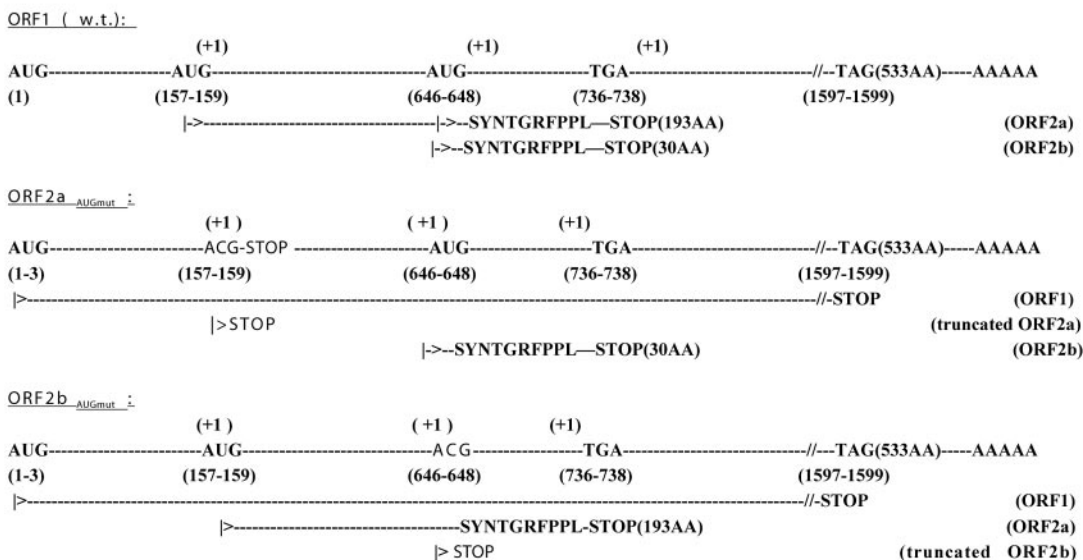 ORF1 ( w.t.):
(+1) (+1) (+1)
AUG--------------------AUG-----------------------------------AUG-------------------TGA------------------------------//---TAG(533AA)-----AAAAA
(1) (157-159) (646-648) (736-738) (1597-1599)
|->-------------------------------------|->--SYNTGRFPPL—STOP(193AA) (ORF2a)
|->--SYNTGRFPPL—STOP(30AA) (ORF2b)
ORF2a AUGmut :
(+1 ) ( +1 ) (+1)
AUG--------------------------ACG-STOP ----------------------AUG--------------------TGA------------------------------//--TAG(533AA)-----AAAAA
(1-3) (157-159) (646-648) (736-738) (1597-1599)
|>------------------------------------------------------------------------------------------------//-STOP (ORF1)
|>STOP (truncated ORF2a)
|->--SYNTGRFPPL—STOP(30AA) (ORF2b)
ORF2b AUGmut :
(+1 ) ( +1 ) (+1)
AUG-------------------------AUG--------------------------------ACG------------------TGA------------------------------//---TAG(533AA)-----AAAAA
(1-3) (157-159) (646-648) (736-738) (1597-1599)
|>------------------------------------------------------------------------------------------------//-STOP (ORF1)
|>--------------------------------------SYNTGRFPPL-STOP(193AA) (ORF2a)
|> STOP (truncated ORF2b)